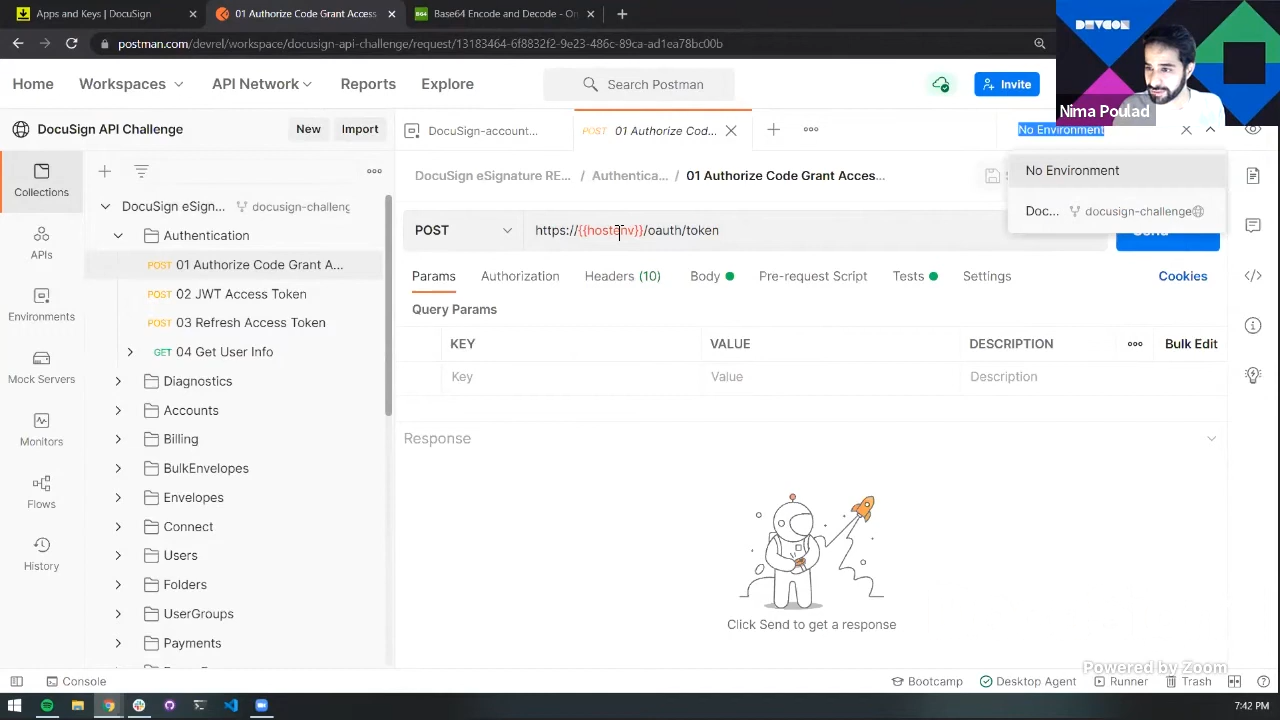 Apps and Keys | DocuSign
01 Authorize Code Grant Access
Base64 Encode and Decode - On
postman.com/devrel/workspace/docusign-api-challenge/request/13183464-6f8832f2-9e23-486c-89ca-ad1ea78bc00b
DEVCON
Nima Poulad
Home
Workspaces
API Network
Reports
Explore
Search Postman
Invite
DocuSign API Challenge
New
Import
DocuSign-account...
POST 01 Authorize Cod...
No Environment
No Environment
Doc... docusign-challenge
Collections
APIs
Environments
Mock Servers
Monitors
Flows
History
DocuSign eSign... docusign-challeng
Authentication
POST 01 Authorize Code Grant A...
POST 02 JWT Access Token
POST 03 Refresh Access Token
GET 04 Get User Info
Diagnostics
Accounts
Billing
BulkEnvelopes
Envelopes
Connect
Users
Folders
UserGroups
Payments
DocuSign eSignature RE... / Authentica... / 01 Authorize Code Grant Acces...
POST
https://{{hostenv}}/oauth/token
Send
Params
Authorization
Headers (10)
Body
Pre-request Script
Tests
Settings
Cookies
Query Params
KEY
VALUE
DESCRIPTION
Bulk Edit
Key
Value
Description
Response
Click Send to get a response
Powered by Zoom
Console
Bootcamp
Desktop Agent
Runner
Trash
7:42 PM